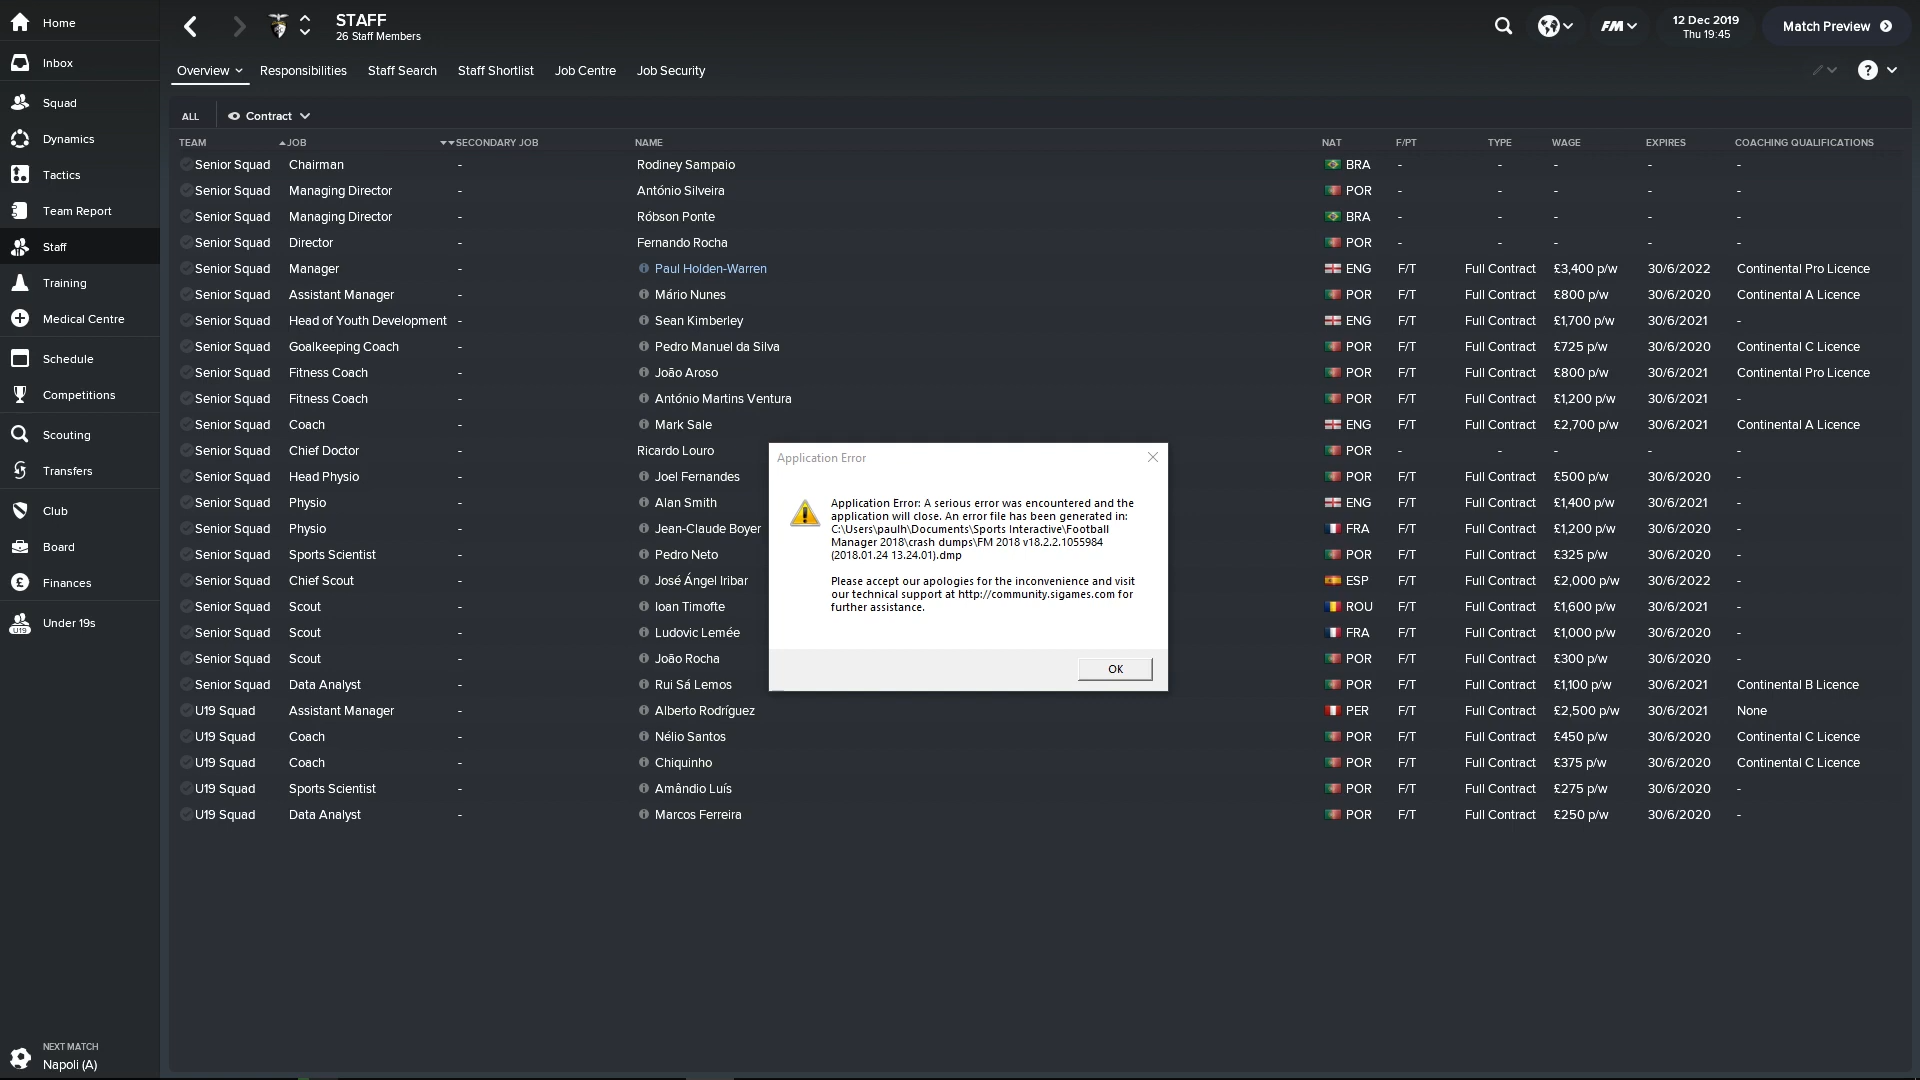 Home
Inbox
Squad
Dynamics
Tactics
Team Report
Staff
Training
Medical Centre
Schedule
Competitions
Scouting
Transfers
Club
Board
Finances
U19
Under 19s
NEXT MATCH
Napoli (A)
STAFF
26 Staff Members
FM
12 Dec 2019
Thu 19:45
Match Preview
Overview Responsibilities Staff Search Staff Shortlist Job Centre Job Security
?
ALL Contract
TEAM JOB SECONDARY JOB NAME NAT F/PT TYPE WAGE EXPIRES COACHING QUALIFICATIONS
Senior Squad Chairman - Rodiney Sampaio BRA - - - - -
Senior Squad Managing Director - António Silveira POR - - - - -
Senior Squad Managing Director - Róbson Ponte BRA - - - - -
Senior Squad Director - Fernando Rocha POR - - - - -
Senior Squad Manager - Paul Holden-Warren ENG F/T Full Contract £3,400 p/w 30/6/2022 Continental Pro Licence
Senior Squad Assistant Manager - Mário Nunes POR F/T Full Contract £800 p/w 30/6/2020 Continental A Licence
Senior Squad Head of Youth Development - Sean Kimberley ENG F/T Full Contract £1,700 p/w 30/6/2021 -
Senior Squad Goalkeeping Coach - Pedro Manuel da Silva POR F/T Full Contract £725 p/w 30/6/2020 Continental C Licence
Senior Squad Fitness Coach - João Aroso POR F/T Full Contract £800 p/w 30/6/2021 Continental Pro Licence
Senior Squad Fitness Coach - António Martins Ventura POR F/T Full Contract £1,200 p/w 30/6/2021 -
Senior Squad Coach - Mark Sale ENG F/T Full Contract £2,700 p/w 30/6/2021 Continental A Licence
Senior Squad Chief Doctor - Ricardo Louro POR - - - - -
Senior Squad Head Physio - Joel Fernandes POR F/T Full Contract £500 p/w 30/6/2020 -
Senior Squad Physio - Alan Smith ENG F/T Full Contract £1,400 p/w 30/6/2021 -
Senior Squad Physio - Jean-Claude Boyer FRA F/T Full Contract £1,200 p/w 30/6/2020 -
Senior Squad Sports Scientist - Pedro Neto POR F/T Full Contract £325 p/w 30/6/2020 -
Senior Squad Chief Scout - José Ángel Iribar ESP F/T Full Contract £2,000 p/w 30/6/2022 -
Senior Squad Scout - Ioan Timofte ROU F/T Full Contract £1,600 p/w 30/6/2021 -
Senior Squad Scout - Ludovic Lemée FRA F/T Full Contract £1,000 p/w 30/6/2020 -
Senior Squad Scout - João Rocha POR F/T Full Contract £300 p/w 30/6/2020 -
Senior Squad Data Analyst - Rui Sá Lemos POR F/T Full Contract £1,100 p/w 30/6/2021 Continental B Licence
U19 Squad Assistant Manager - Alberto Rodríguez PER F/T Full Contract £2,500 p/w 30/6/2021 None
U19 Squad Coach - Nélio Santos POR F/T Full Contract £450 p/w 30/6/2020 Continental C Licence
U19 Squad Coach - Chiquinho POR F/T Full Contract £375 p/w 30/6/2020 Continental C Licence
U19 Squad Sports Scientist - Amândio Luís POR F/T Full Contract £275 p/w 30/6/2020 -
U19 Squad Data Analyst - Marcos Ferreira POR F/T Full Contract £250 p/w 30/6/2020 -
Application Error
Application Error: A serious error was encountered and the
application will close. An error file has been generated in:
C:\Users\paulh\Documents\Sports Interactive\Football
Manager 2018\crash dumps\FM 2018 v18.2.2.1055984
(2018.01.24 13.24.01).dmp
Please accept our apologies for the inconvenience and visit
our technical support at http://community.sigames.com for
further assistance.
OK